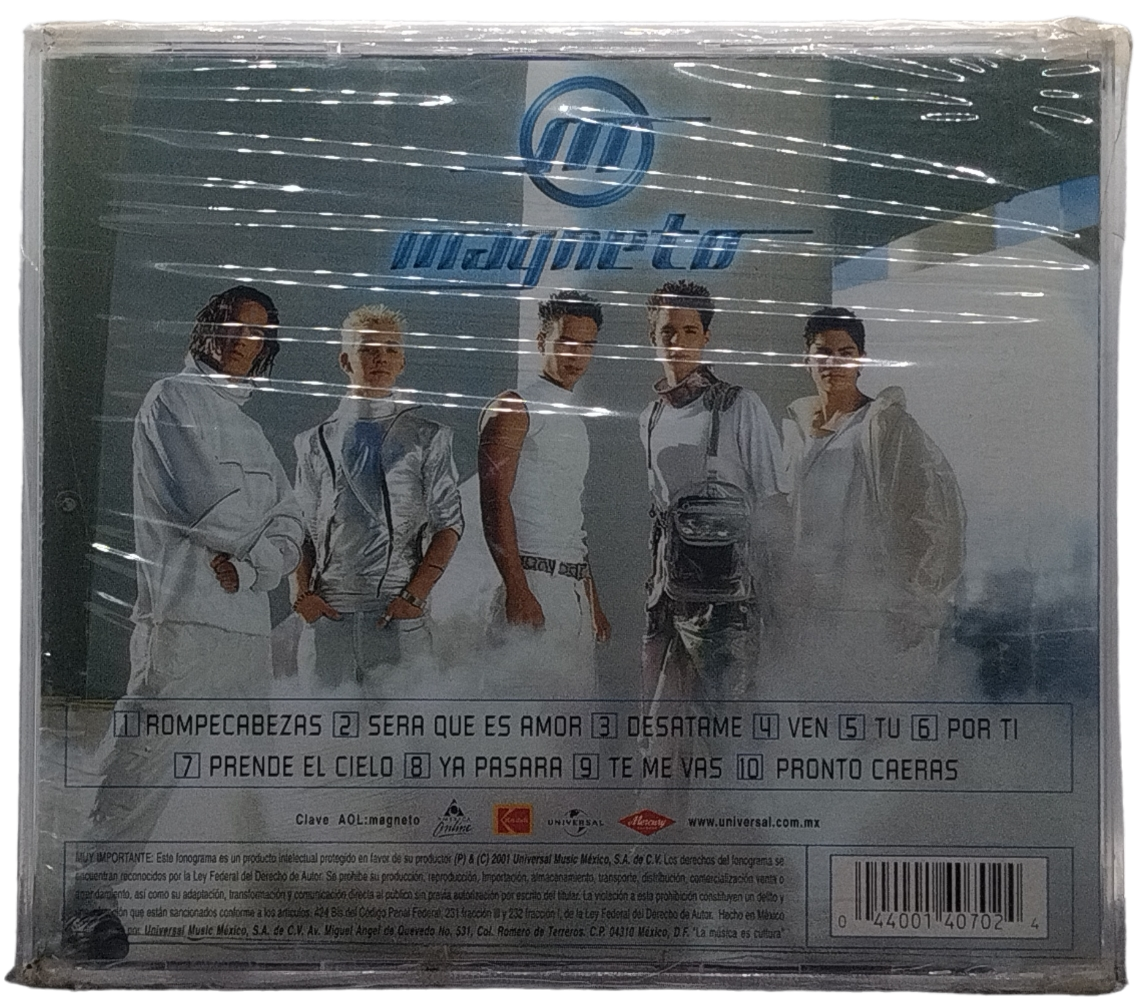 m
magneto
1 ROMPECABEZAS 2 SERA QUE ES AMOR 3 DESATAME 4 VEN 5 TU 6 POR TI
7 PRENDE EL CIELO 8 YA PASARA 9 TE ME VAS 10 PRONTO CAERAS
Clave AOL:magneto AMERICA Online Kodak UNIVERSAL Mercury www.universal.com.mx
MUY IMPORTANTE: Este fonograma es un producto intelectual protegido en favor de su productor (P) & (C) 2001 Universal Music México, S.A. de C.V. Los derechos del fonograma se
encuentran reconocidos por la Ley Federal del Derecho de Autor. Se prohibe su producción, reproducción, importación, almacenamiento, transporte, distribución, comercialización venta o
arrendamiento, así como su adaptación, transformación y comunicación directa al público sin previa autorización por escrito del titular. La violación a esta prohibición constituyen un delito y
que están sancionados conforme a los artículos. 424 Bis del Código Penal Federal; 231 fracción III y 232 fracción I, de la Ley Federal del Derecho de Autor. Hecho en México
por Universal Music México, S.A. de C.V. Av. Miguel Ángel de Quevedo No. 531, Col. Romero de Terreros. C.P. 04310 México, D.F. "La música es cultura"
0 44001 40702 4